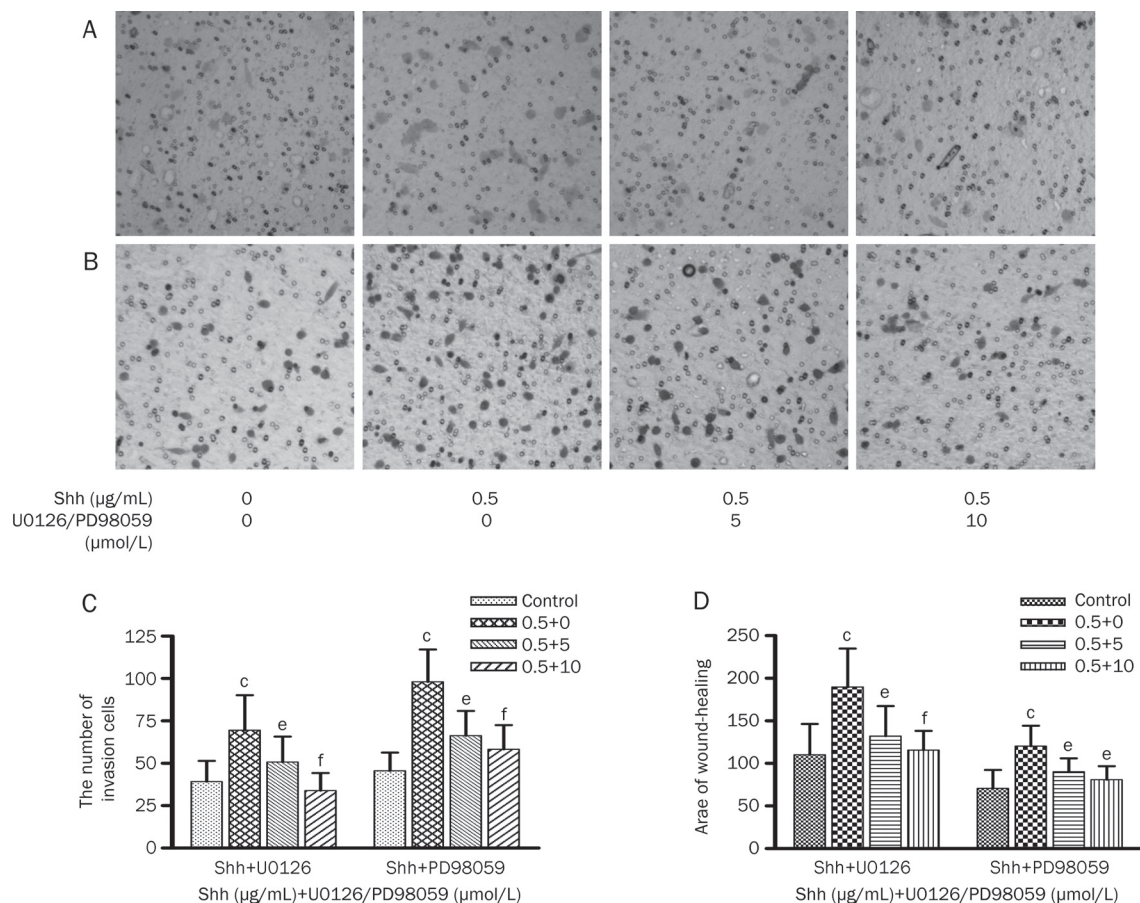 A
B
Shh (µg/mL) 0 0.5 0.5 0.5
U0126/PD98059 0 0 5 10
(µmol/L)
C
Control
0.5+0
0.5+5
0.5+10
125
100
75
50
25
0
The number of
invasion cells
c
e
f
c
e
f
Shh+U0126 Shh+PD98059
Shh (µg/mL)+U0126/PD98059 (µmol/L)
D
Control
0.5+0
0.5+5
0.5+10
250
200
150
100
50
0
Arae of wound-healing
c
e
f
c
e
e
Shh+U0126 Shh+PD98059
Shh (µg/mL)+U0126/PD98059 (µmol/L)